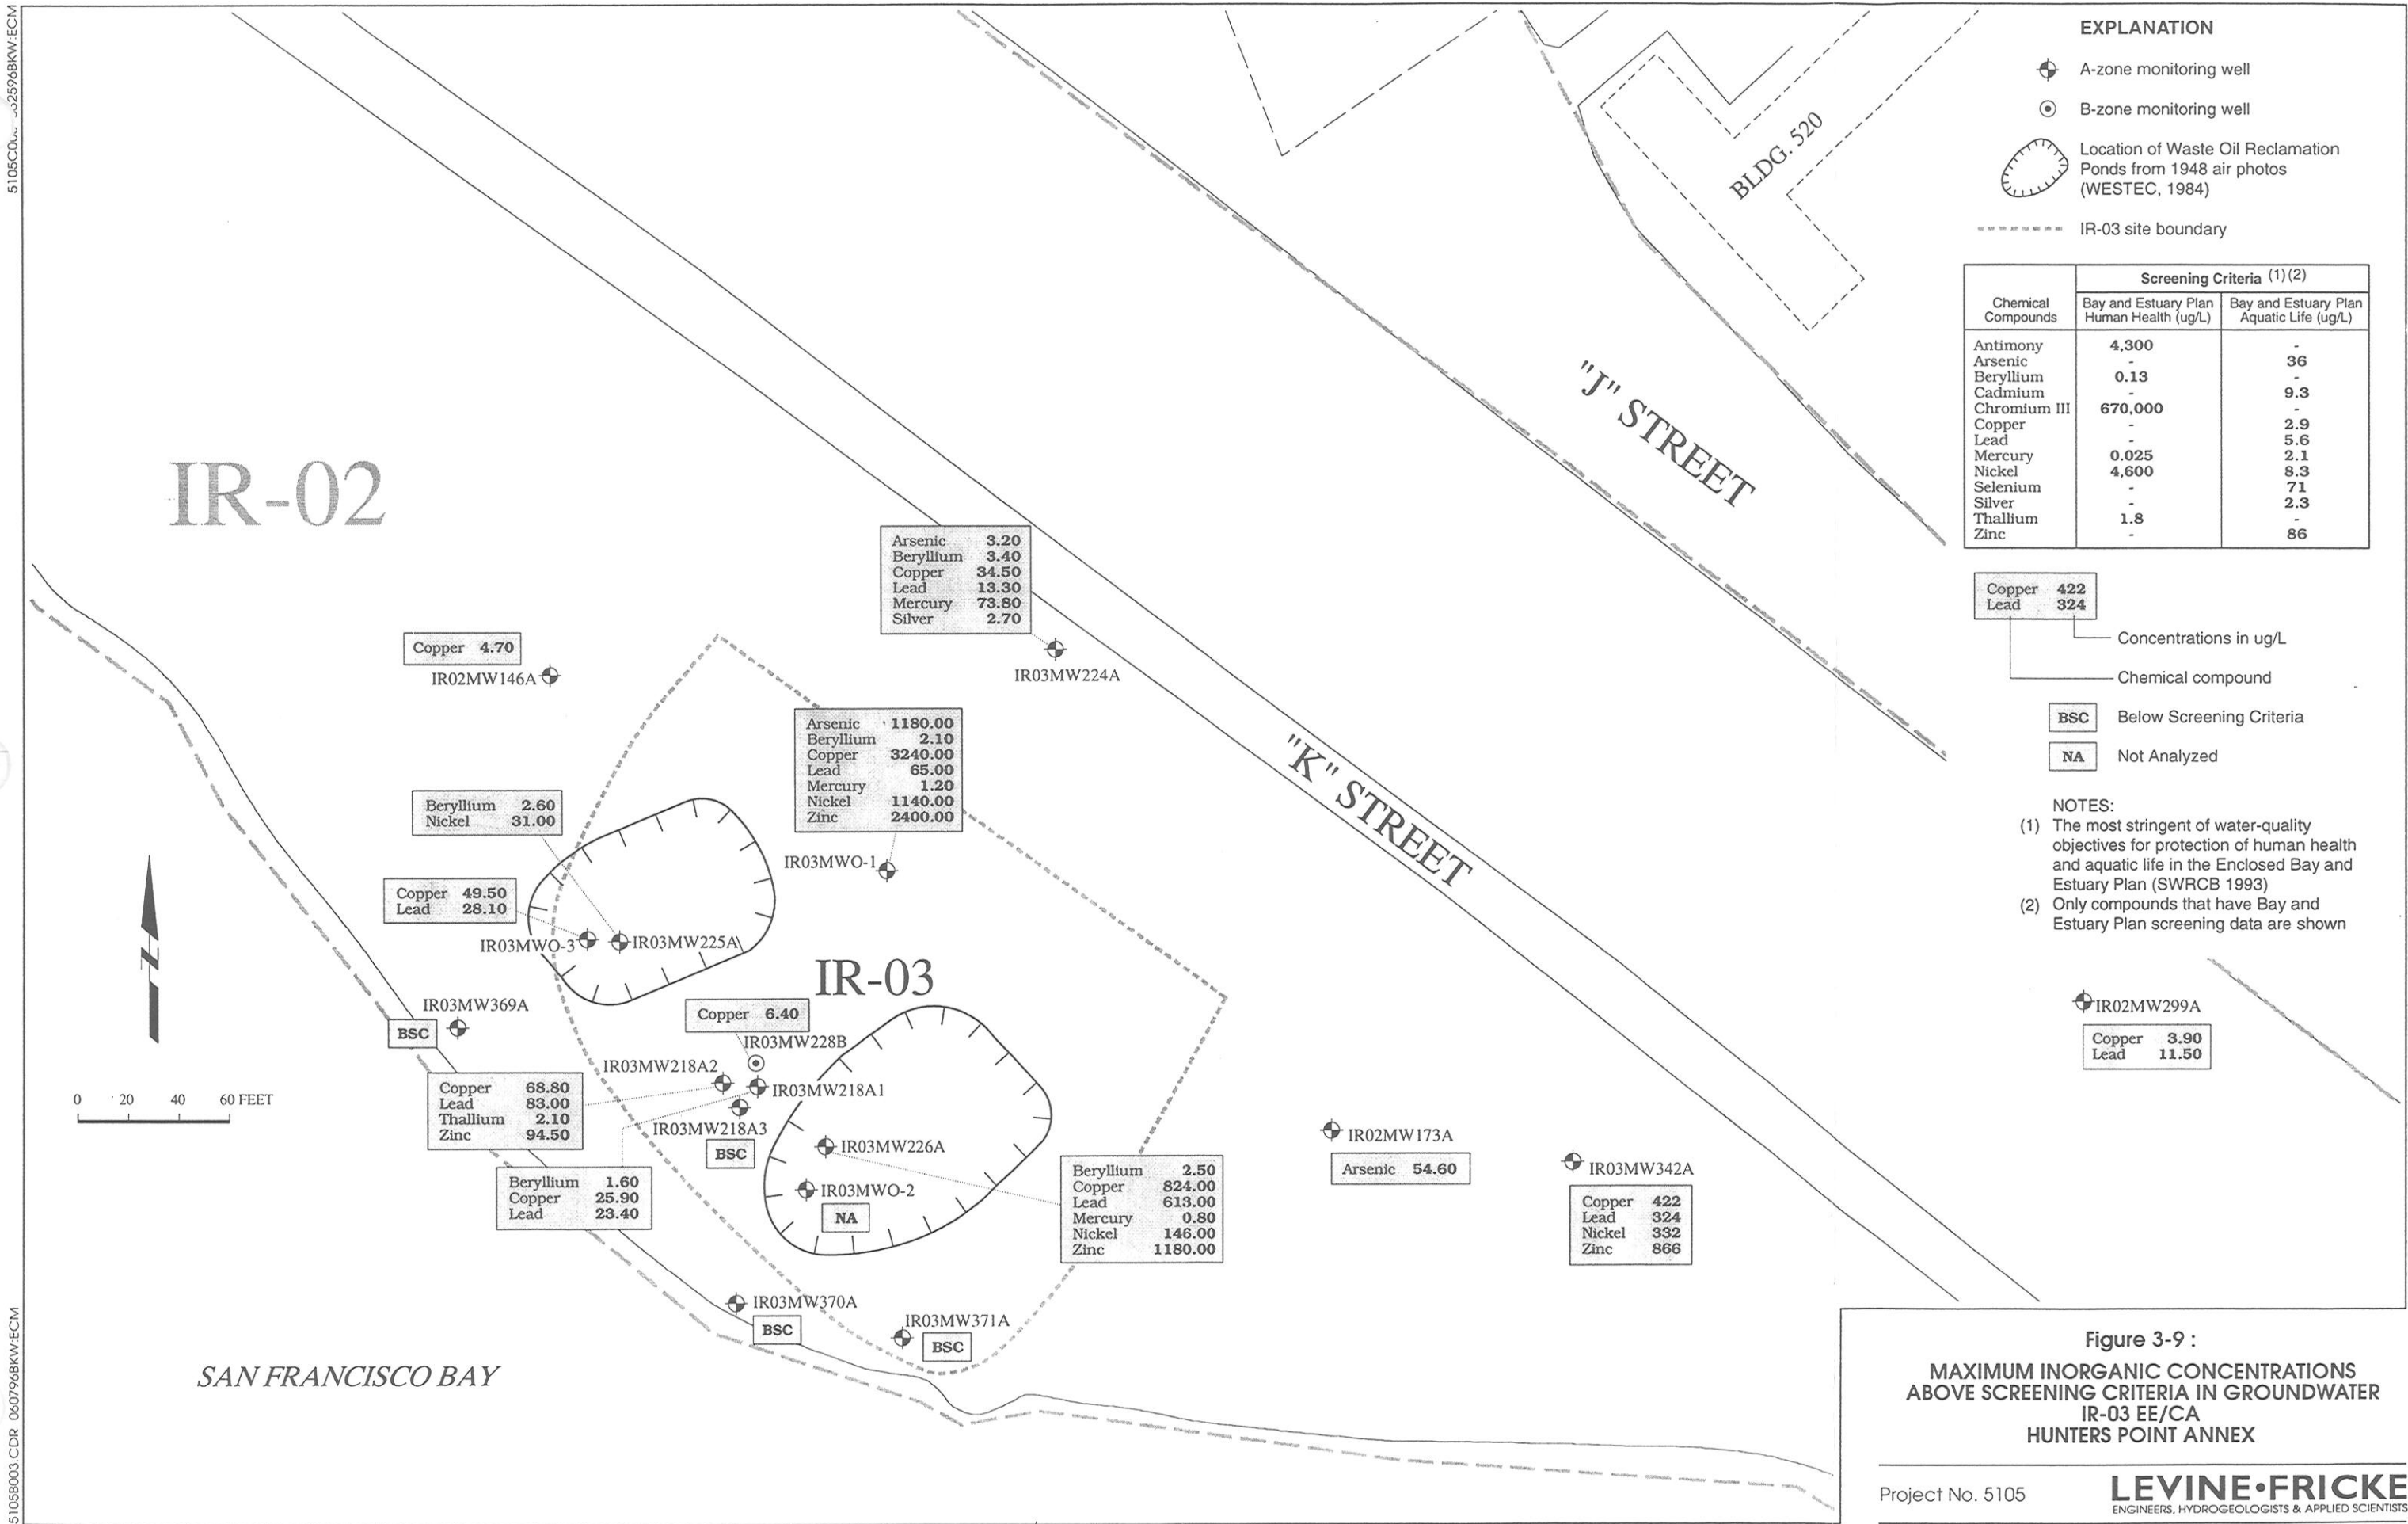 EXPLANATION
A-zone monitoring well
B-zone monitoring well
Location of Waste Oil Reclamation
Ponds from 1948 air photos
(WESTEC, 1984)
IR-03 site boundary
Screening Criteria (1)(2)
Chemical Compounds
Bay and Estuary Plan Human Health (ug/L)
Bay and Estuary Plan Aquatic Life (ug/L)
Antimony 4,300 -
Arsenic - 36
Beryllium 0.13 -
Cadmium - 9.3
Chromium III 670,000 -
Copper - 2.9
Lead - 5.6
Mercury 0.025 2.1
Nickel 4,600 8.3
Selenium - 71
Silver - 2.3
Thallium 1.8 -
Zinc - 86
Copper 422
Lead 324
Concentrations in ug/L
Chemical compound
BSC Below Screening Criteria
NA Not Analyzed
NOTES:
(1) The most stringent of water-quality
objectives for protection of human health
and aquatic life in the Enclosed Bay and
Estuary Plan (SWRCB 1993)
(2) Only compounds that have Bay and
Estuary Plan screening data are shown
BLDG. 520
"J" STREET
"K" STREET
IR-02
Arsenic 3.20
Beryllium 3.40
Copper 34.50
Lead 13.30
Mercury 73.80
Silver 2.70
IR03MW224A
Copper 4.70
IR02MW146A
Arsenic 1180.00
Beryllium 2.10
Copper 3240.00
Lead 65.00
Mercury 1.20
Nickel 1140.00
Zinc 2400.00
IR03MWO-1
Beryllium 2.60
Nickel 31.00
Copper 49.50
Lead 28.10
IR03MWO-3
IR03MW225A
IR-03
IR03MW369A
BSC
Copper 6.40
IR03MW228B
IR03MW218A2
IR03MW218A1
IR03MW218A3
BSC
Copper 68.80
Lead 83.00
Thallium 2.10
Zinc 94.50
Beryllium 1.60
Copper 25.90
Lead 23.40
IR03MW226A
IR03MWO-2
NA
Beryllium 2.50
Copper 824.00
Lead 613.00
Mercury 0.80
Nickel 146.00
Zinc 1180.00
IR02MW173A
Arsenic 54.60
IR03MW342A
Copper 422
Lead 324
Nickel 332
Zinc 866
IR02MW299A
Copper 3.90
Lead 11.50
IR03MW370A
BSC
IR03MW371A
BSC
N
0 20 40 60 FEET
SAN FRANCISCO BAY
Figure 3-9 :
MAXIMUM INORGANIC CONCENTRATIONS
ABOVE SCREENING CRITERIA IN GROUNDWATER
IR-03 EE/CA
HUNTERS POINT ANNEX
Project No. 5105
LEVINE•FRICKE
ENGINEERS, HYDROGEOLOGISTS & APPLIED SCIENTISTS
5105B003.CDR 060796BKW:ECM